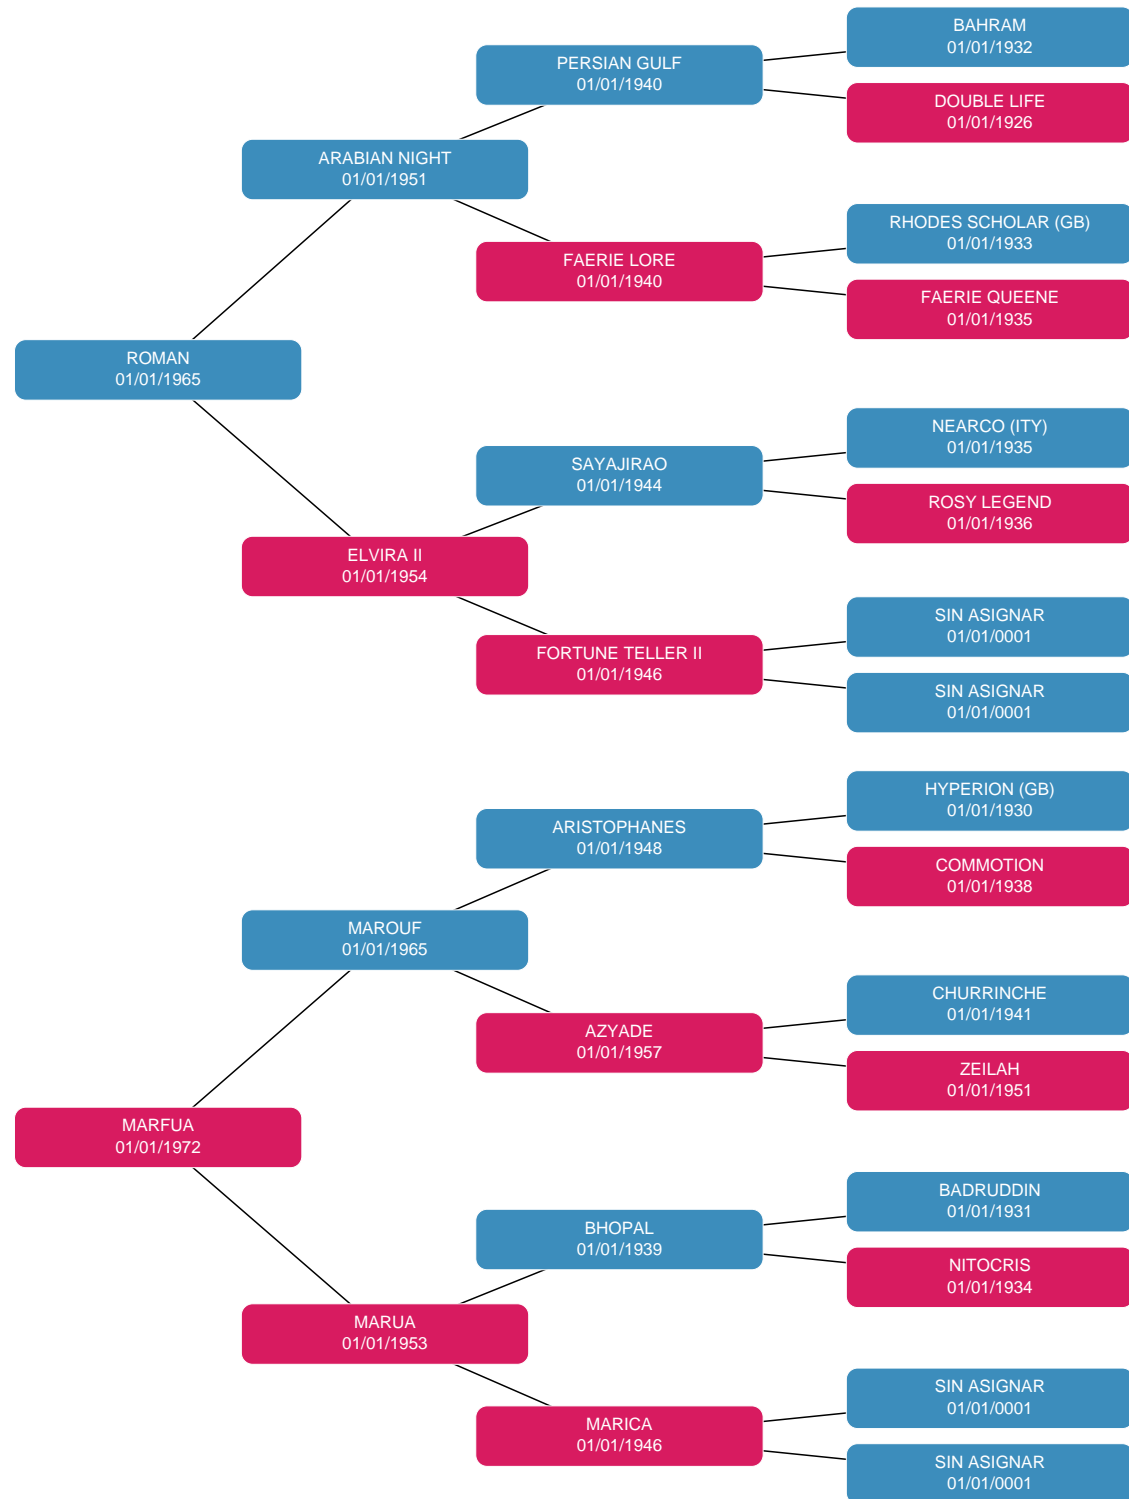 BAHRAM
01/01/1932
PERSIAN GULF
01/01/1940
DOUBLE LIFE
01/01/1926
ARABIAN NIGHT
01/01/1951
RHODES SCHOLAR (GB)
01/01/1933
FAERIE LORE
01/01/1940
FAERIE QUEENE
01/01/1935
ROMAN
01/01/1965
NEARCO (ITY)
01/01/1935
SAYAJIRAO
01/01/1944
ROSY LEGEND
01/01/1936
ELVIRA II
01/01/1954
SIN ASIGNAR
01/01/0001
FORTUNE TELLER II
01/01/1946
SIN ASIGNAR
01/01/0001
HYPERION (GB)
01/01/1930
ARISTOPHANES
01/01/1948
COMMOTION
01/01/1938
MAROUF
01/01/1965
CHURRINCHE
01/01/1941
AZYADE
01/01/1957
ZEILAH
01/01/1951
MARFUA
01/01/1972
BADRUDDIN
01/01/1931
BHOPAL
01/01/1939
NITOCRIS
01/01/1934
MARUA
01/01/1953
SIN ASIGNAR
01/01/0001
MARICA
01/01/1946
SIN ASIGNAR
01/01/0001